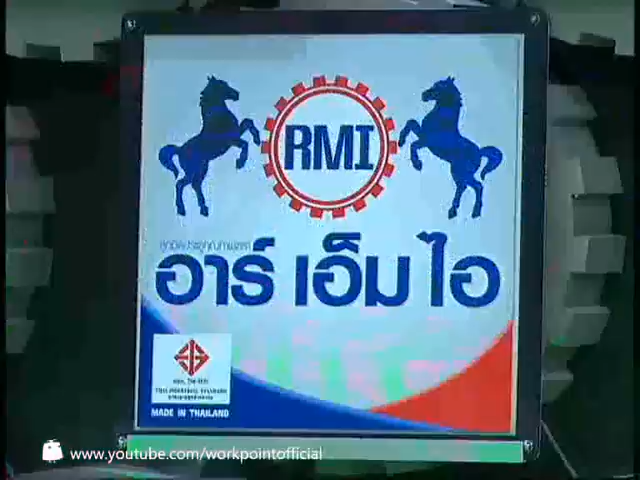 RMI
อาร์ เอ็ม ไอ
MADE IN THAILAND
www.youtube.com/workpointofficial